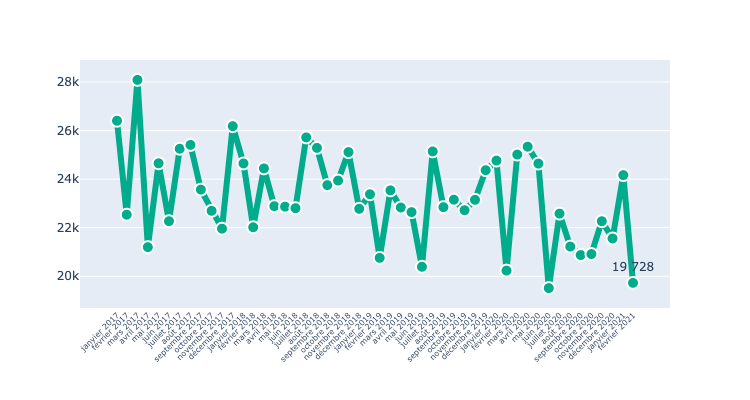 28k
26k
24k
22k
20k
19 728
janvier 2017
février 2017
mars 2017
avril 2017
mai 2017
juin 2017
juillet 2017
août 2017
septembre 2017
octobre 2017
novembre 2017
décembre 2017
janvier 2018
février 2018
mars 2018
avril 2018
mai 2018
juin 2018
juillet 2018
août 2018
septembre 2018
octobre 2018
novembre 2018
décembre 2018
janvier 2019
février 2019
mars 2019
avril 2019
mai 2019
juin 2019
juillet 2019
août 2019
septembre 2019
octobre 2019
novembre 2019
décembre 2019
janvier 2020
février 2020
mars 2020
avril 2020
mai 2020
juin 2020
juillet 2020
août 2020
septembre 2020
octobre 2020
novembre 2020
décembre 2020
janvier 2021
février 2021